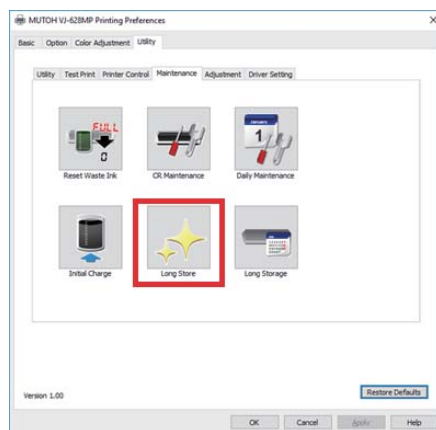 MUTOH VJ-628MP Printing Preferences
Basic Option Color Adjustment Utility
Utility Test Print Printer Control Maintenance Adjustment Driver Setting
FULL
0
JANUARY
1
Reset Waste Ink CR Maintenance Daily Maintenance
Initial Charge Long Store Long Storage
Version 1.00
Restore Defaults
OK Cancel Apply Help